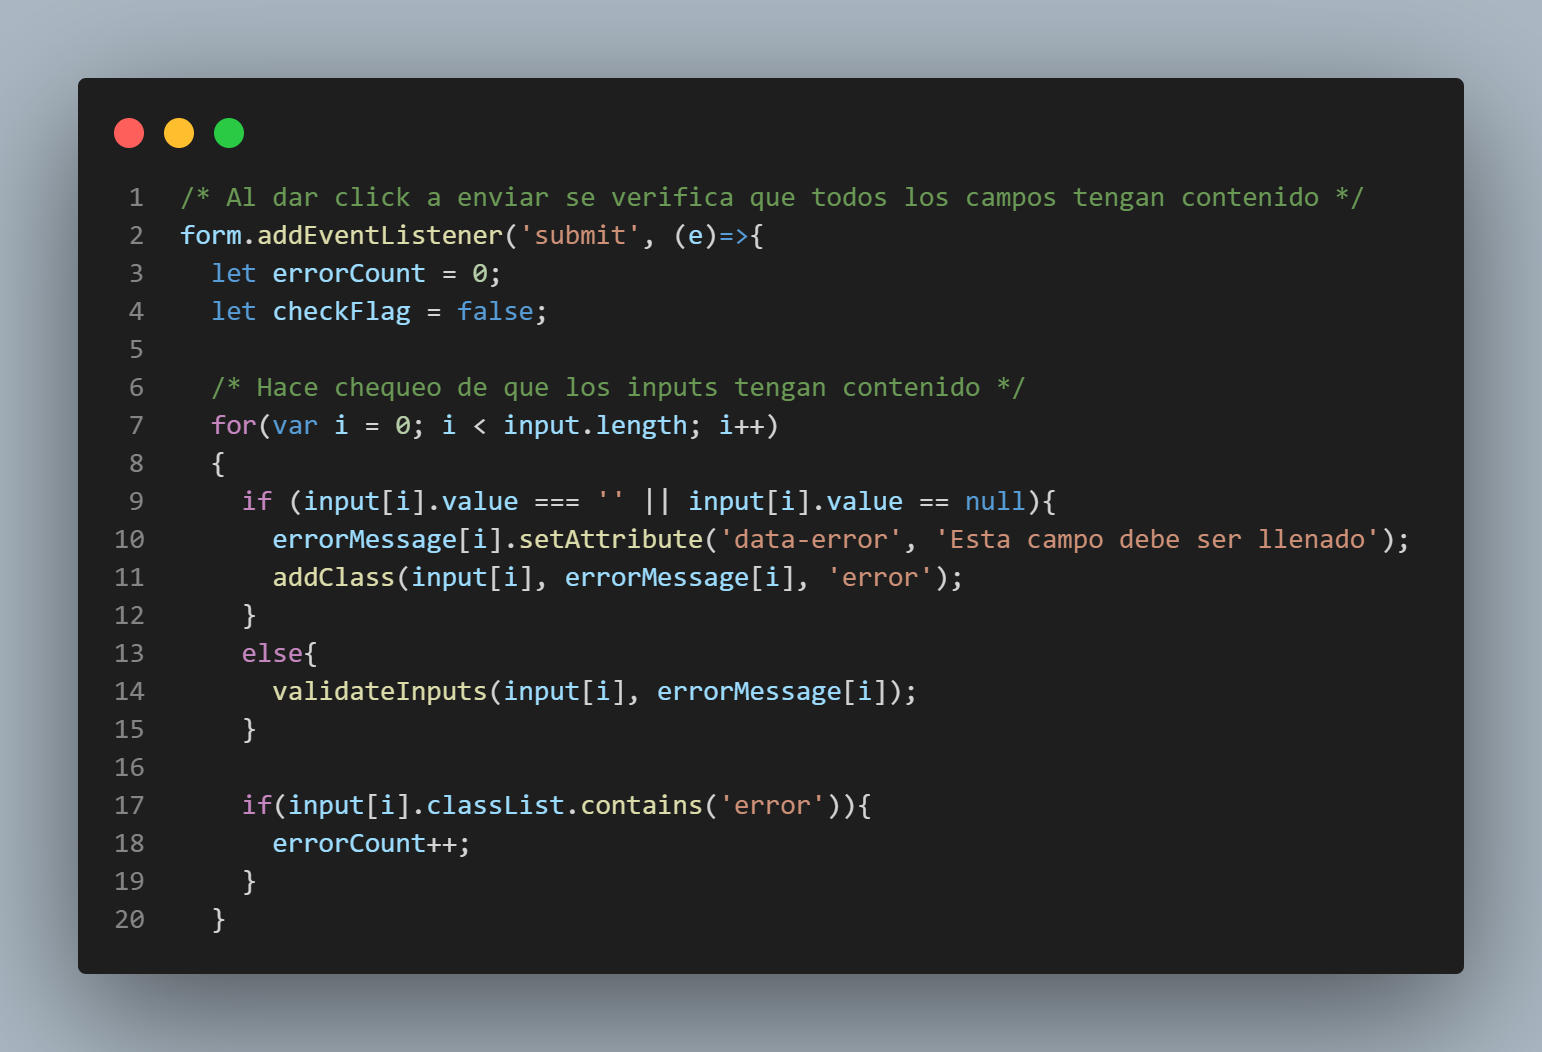 1 /* Al dar click a enviar se verifica que todos los campos tengan contenido */
2 form.addEventListener('submit', (e)=>{
3   let errorCount = 0;
4   let checkFlag = false;
5
6   /* Hace chequeo de que los inputs tengan contenido */
7   for(var i = 0; i < input.length; i++)
8   {
9     if (input[i].value === '' || input[i].value == null){
10       errorMessage[i].setAttribute('data-error', 'Esta campo debe ser llenado');
11       addClass(input[i], errorMessage[i], 'error');
12     }
13     else{
14       validateInputs(input[i], errorMessage[i]);
15     }
16
17     if(input[i].classList.contains('error')){
18       errorCount++;
19     }
20   }